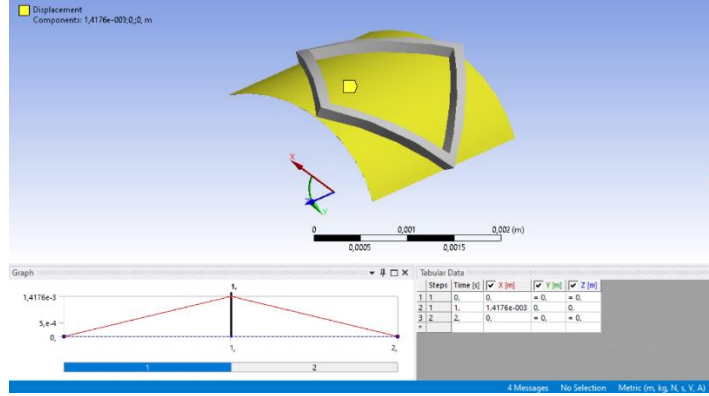 Displacement
Components: 1,4176e-003;0,;0, m
X
Z
Y
0 0,001 0,002 (m)
0,0005 0,0015
Graph
1,
1,4176e-3
5,e-4
0,
1, 2,
1 2
Tabular Data
Steps Time [s] X [m] Y [m] Z [m]
1 1 0, 0, = 0, = 0,
2 1 1, 1,4176e-003 0, 0,
3 2 2, 0, = 0, = 0,
*
4 Messages No Selection Metric (m, kg, N, s, V, A)